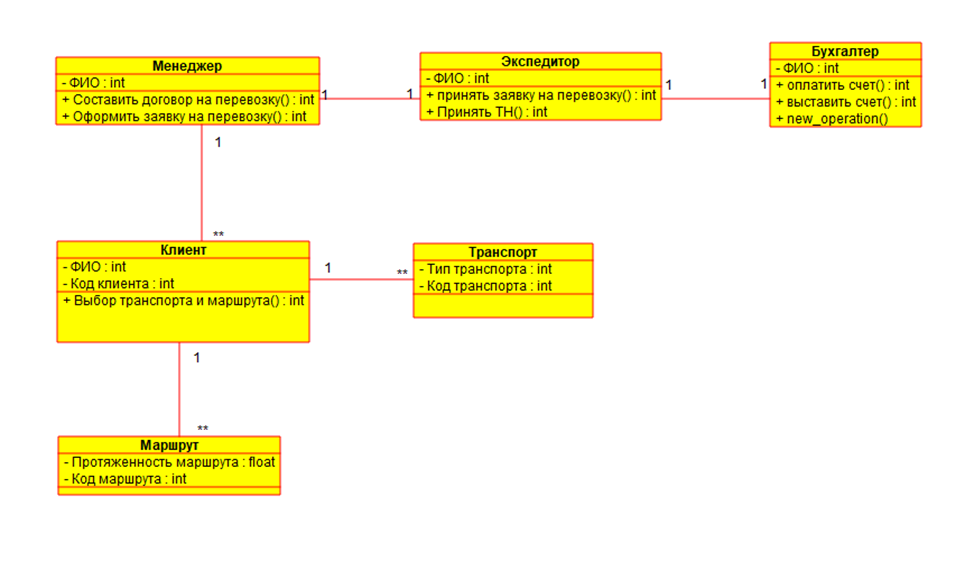 Менеджер
- ФИО : int
+ Составить договор на перевозку() : int
+ Оформить заявку на перевозку() : int
1
1
Экспедитор
- ФИО : int
+ принять заявку на перевозку() : int
+ Принять ТН() : int
1
1
Бухгалтер
- ФИО : int
+ оплатить счет() : int
+ выставить счет() : int
+ new_operation()
1
**
Клиент
- ФИО : int
- Код клиента : int
+ Выбор транспорта и маршрута() : int
1
**
Транспорт
- Тип транспорта : int
- Код транспорта : int
1
**
Маршрут
- Протяженность маршрута : float
- Код маршрута : int